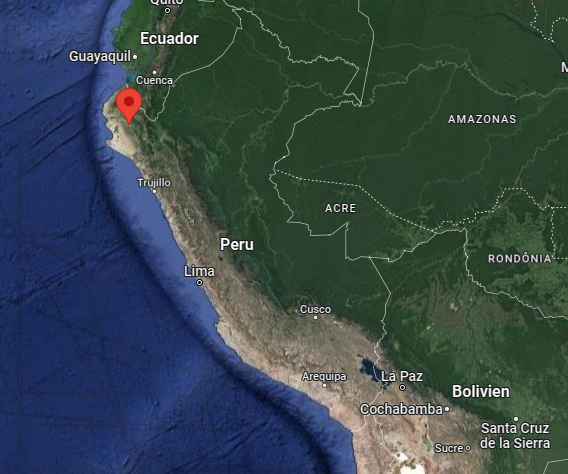 Quito
Ecuador
Guayaquil
Cuenca
AMAZONAS
Trujillo
ACRE
Peru
RONDÔNIA
Lima
Cusco
Arequipa
La Paz
Bolivien
Cochabamba
Santa Cruz
de la Sierra
Sucre